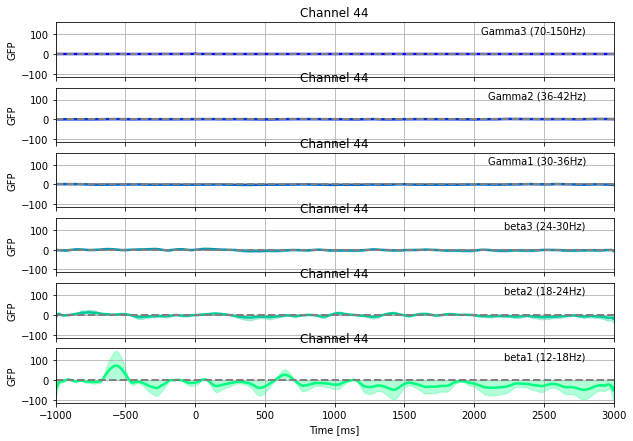 Channel 44
GFP
100
0
−100
Gamma3 (70-150Hz)
Channel 44
GFP
100
0
−100
Gamma2 (36-42Hz)
Channel 44
GFP
100
0
−100
Gamma1 (30-36Hz)
Channel 44
GFP
100
0
−100
beta3 (24-30Hz)
Channel 44
GFP
100
0
−100
beta2 (18-24Hz)
Channel 44
GFP
100
0
−100
beta1 (12-18Hz)
−1000 −500 0 500 1000 1500 2000 2500 3000
Time [ms]